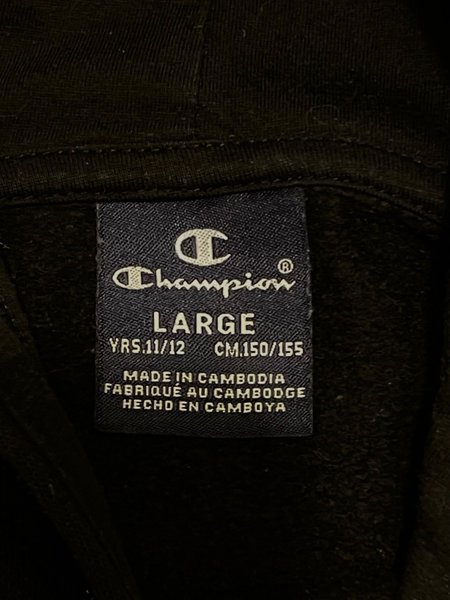 Champion®
LARGE
YRS.11/12 CM.150/155
MADE IN CAMBODIA
FABRIQUÉ AU CAMBODGE
HECHO EN CAMBOYA